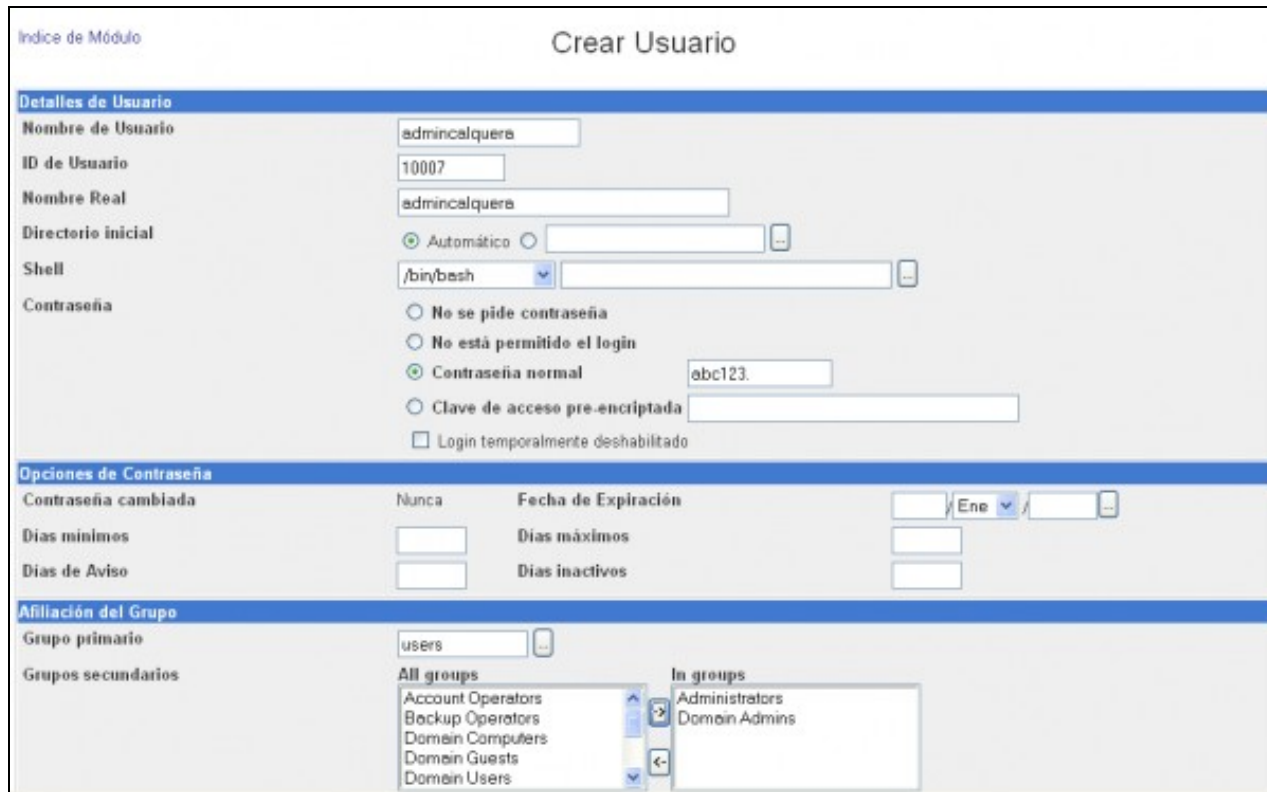 Indice de Módulo
Crear Usuario
Detalles de Usuario
Nombre de Usuario admincalquera
ID de Usuario 10007
Nombre Real admincalquera
Directorio inicial Automático ...
Shell /bin/bash ...
Contraseña
No se pide contraseña
No está permitido el login
Contraseña normal abc123.
Clave de acceso pre-encriptada
Login temporalmente deshabilitado
Opciones de Contraseña
Contraseña cambiada Nunca Fecha de Expiración / Ene / ...
Días mínimos Días máximos
Días de Aviso Días inactivos
Afiliación del Grupo
Grupo primario users ...
Grupos secundarios All groups In groups
Account Operators Administrators
Backup Operators -> Domain Admins
Domain Computers
Domain Guests <-
Domain Users